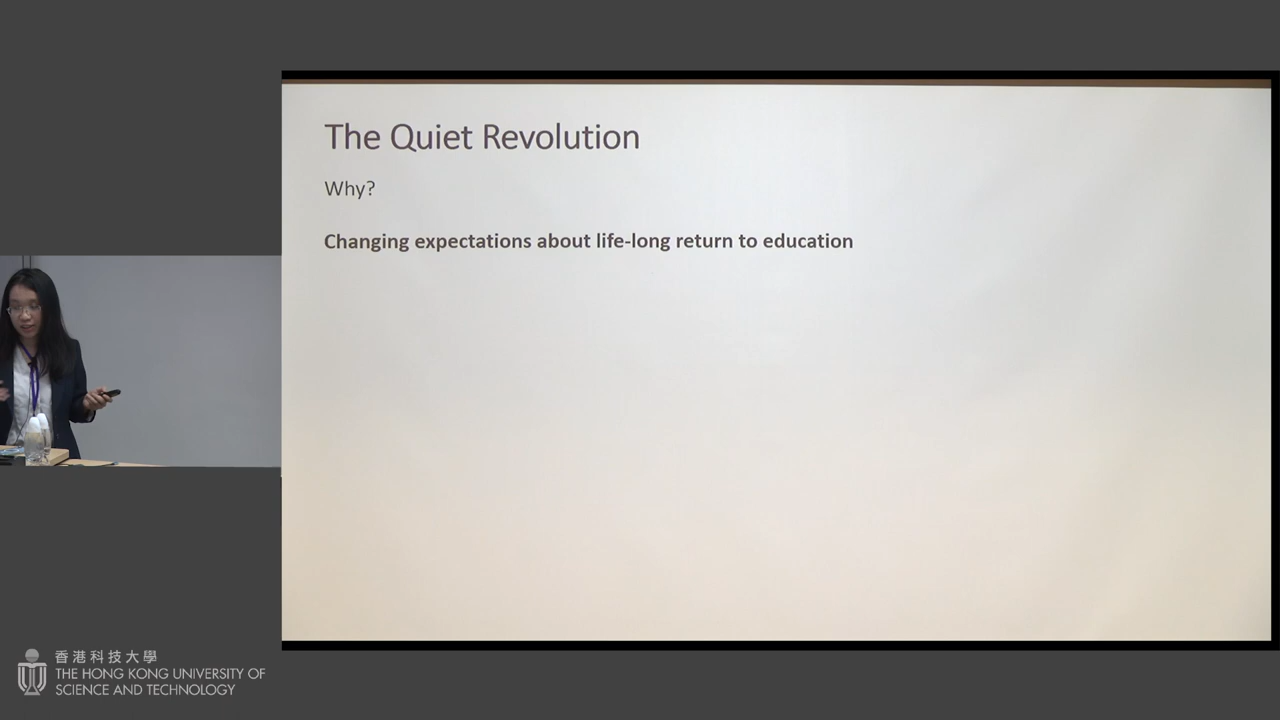 The Quiet Revolution
Why?
Changing expectations about life-long return to education
香港科技大學
THE HONG KONG UNIVERSITY OF
SCIENCE AND TECHNOLOGY